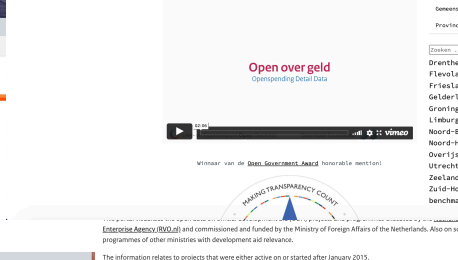 Gemeens
Provinc
Zoeken .
Open over geld
Openspending Detail Data
02:06
vimeo
Winnaar van de Open Government Award honorable mention!
MAKING TRANSPARENCY COUNT
Drenthe
Flevola
Friesla
Gelderl
Groning
Limburg
Noord-B
Noord-H
Overijs
Utrecht
Zeeland
Zuid-Ho
benchma
Enterprise Agency (RVO.nl) and commissioned and funded by the Ministry of Foreign Affairs of the Netherlands. Also on s
programmes of other ministries with development aid relevance.
The information relates to projects that were either active on or started after January 2015.